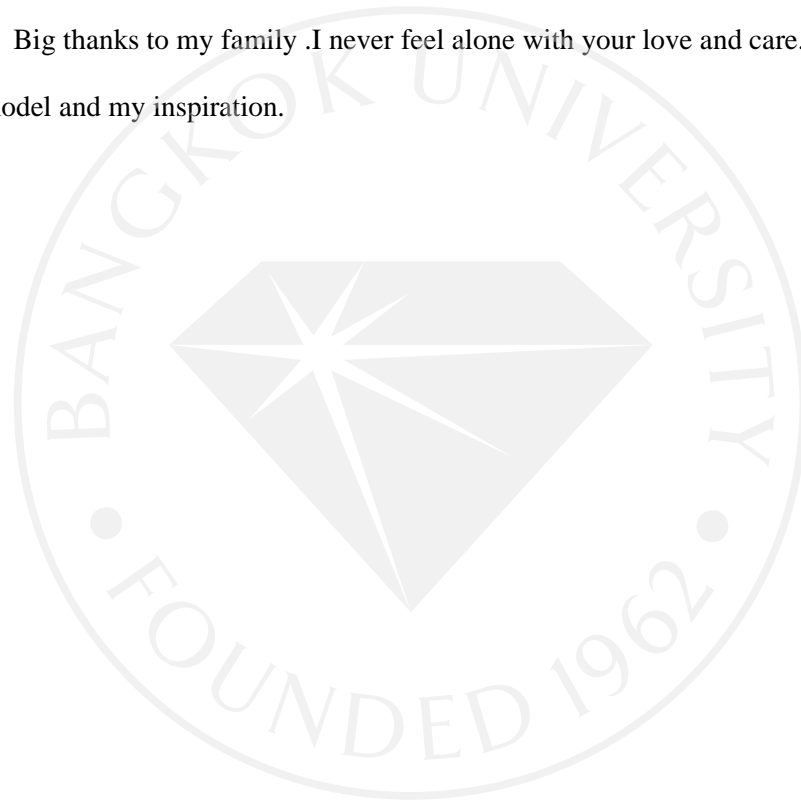 Big thanks to my family .I never feel alone with your love and care.
model and my inspiration.
BANGKOK UNIVERSITY
• FOUNDED 1962 •